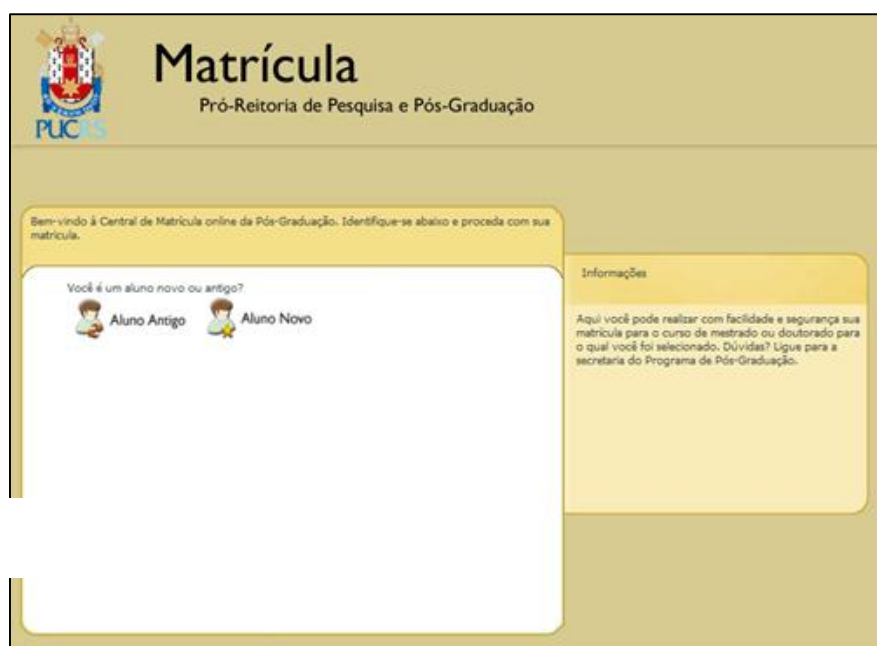 PUCRS
Matrícula
Pró-Reitoria de Pesquisa e Pós-Graduação
Bem-vindo à Central de Matrícula online da Pós-Graduação. Identifique-se abaixo e proceda com sua
matrícula.
Você é um aluno novo ou antigo?
Aluno Antigo
Aluno Novo
Informações
Aqui você pode realizar com facilidade e segurança sua
matrícula para o curso de mestrado ou doutorado para
o qual você foi selecionado. Dúvidas? Ligue para a
secretaria do Programa de Pós-Graduação.